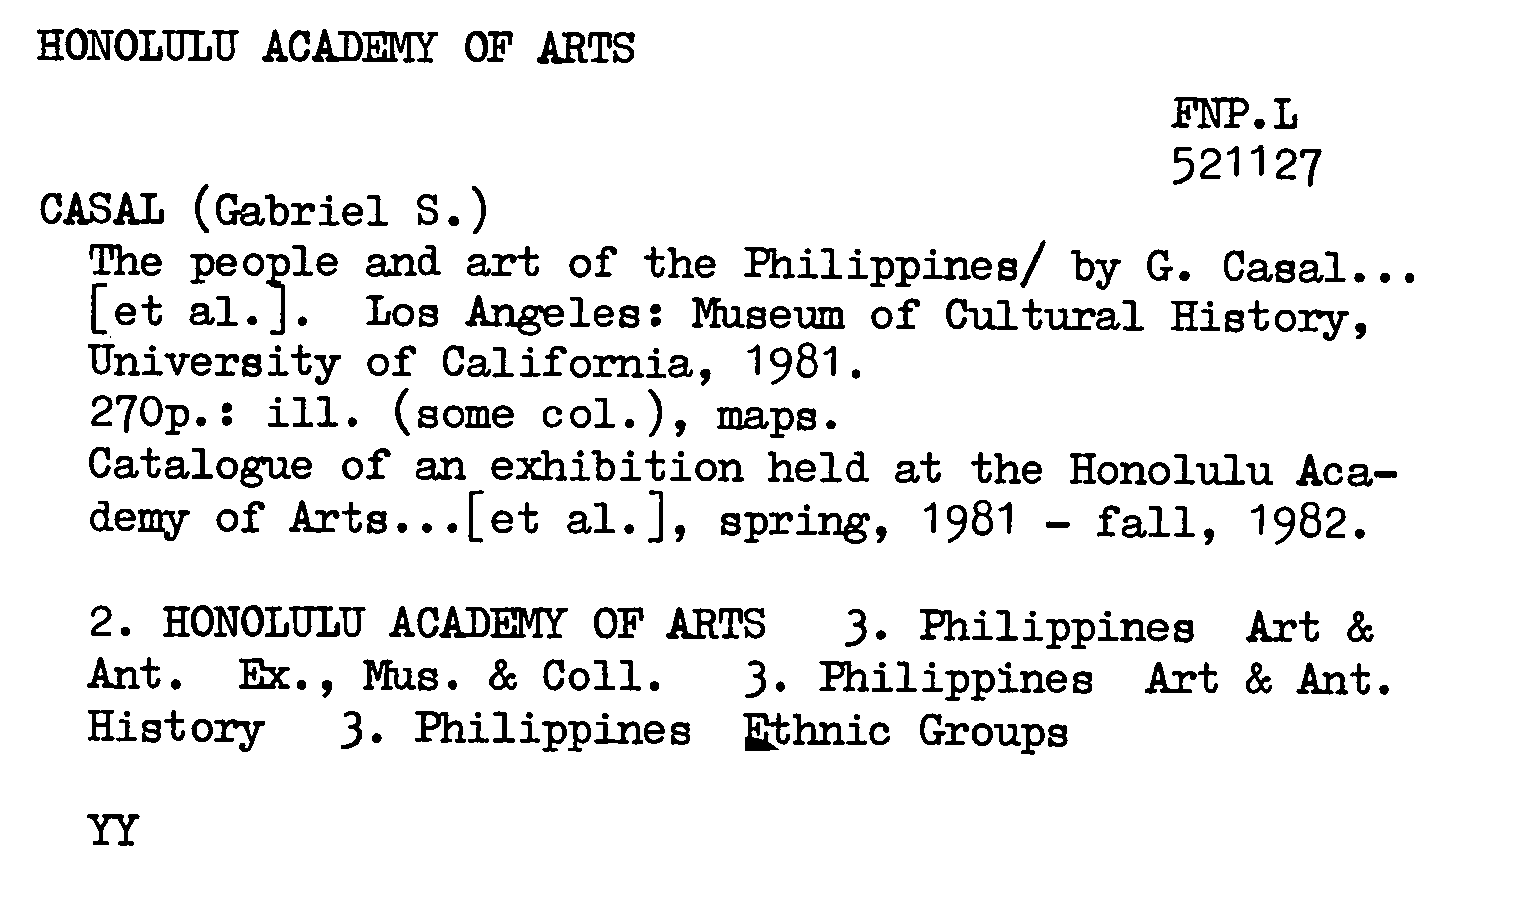 HONOLULU ACADEMY OF ARTS
FNP.L
521127
CASAL (Gabriel S.)
The people and art of the Philippines/ by G. Casal...
[et al.]. Los Angeles: Museum of Cultural History,
University of California, 1981.
270p.: ill. (some col.), maps.
Catalogue of an exhibition held at the Honolulu Aca-
demy of Arts...[et al.], spring, 1981 - fall, 1982.
2. HONOLULU ACADEMY OF ARTS 3. Philippines Art &
Ant. Ex., Mus. & Coll. 3. Philippines Art & Ant.
History 3. Philippines Ethnic Groups
YY